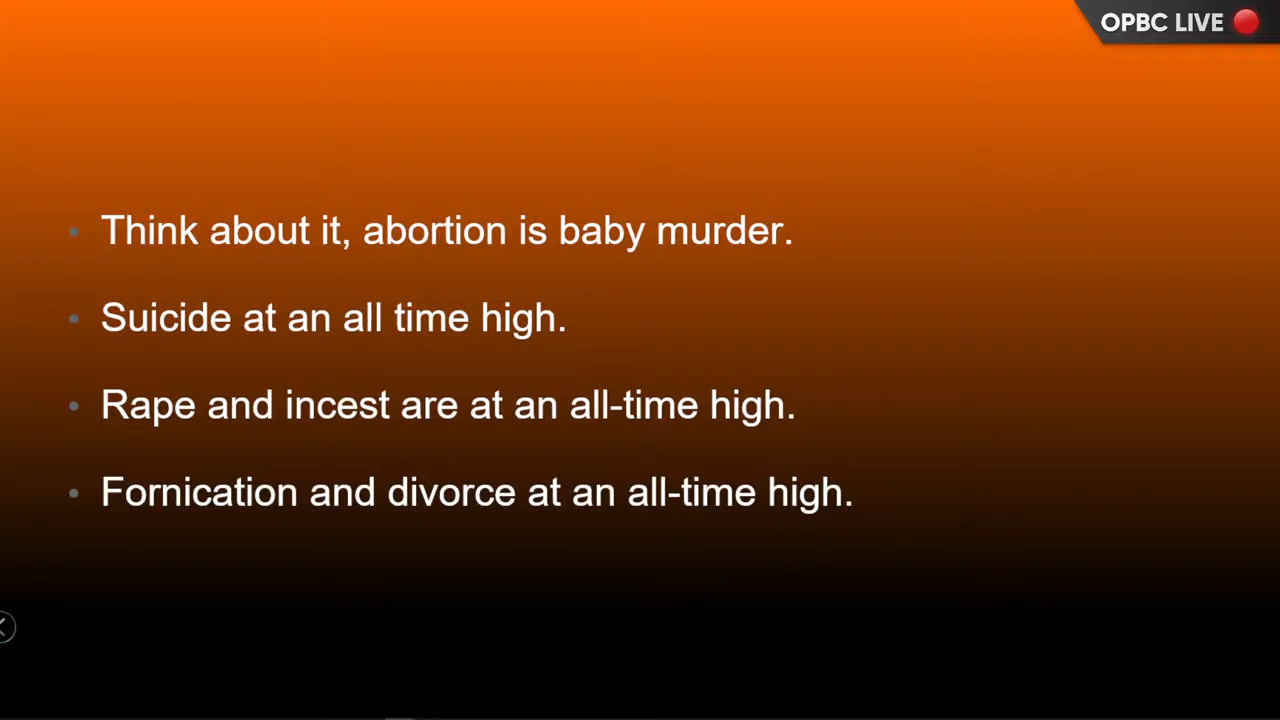 OPBC LIVE
Think about it, abortion is baby murder.
Suicide at an all time high.
Rape and incest are at an all-time high.
Fornication and divorce at an all-time high.